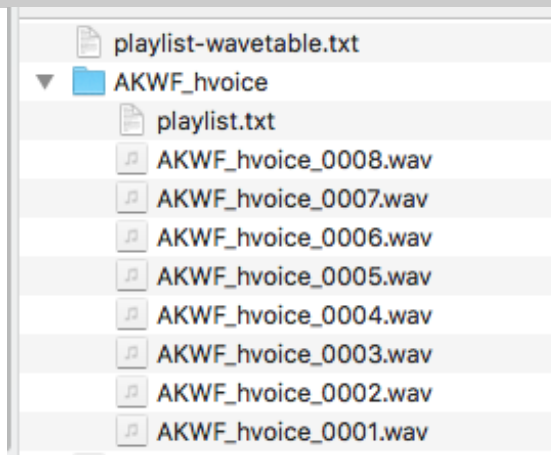 playlist-wavetable.txt
AKWF_hvoice
playlist.txt
AKWF_hvoice_0008.wav
AKWF_hvoice_0007.wav
AKWF_hvoice_0006.wav
AKWF_hvoice_0005.wav
AKWF_hvoice_0004.wav
AKWF_hvoice_0003.wav
AKWF_hvoice_0002.wav
AKWF_hvoice_0001.wav